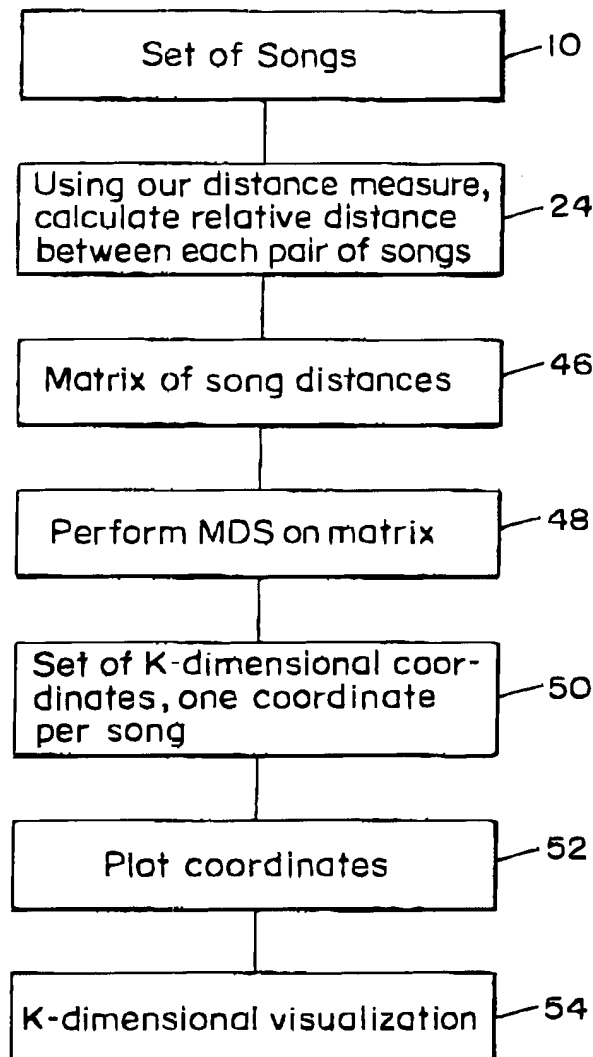 Set of Songs
10
Using our distance measure,
calculate relative distance
between each pair of songs
24
Matrix of song distances
46
Perform MDS on matrix
48
Set of K-dimensional coor-
dinates, one coordinate
per song
50
Plot coordinates
52
K-dimensional visualization
54